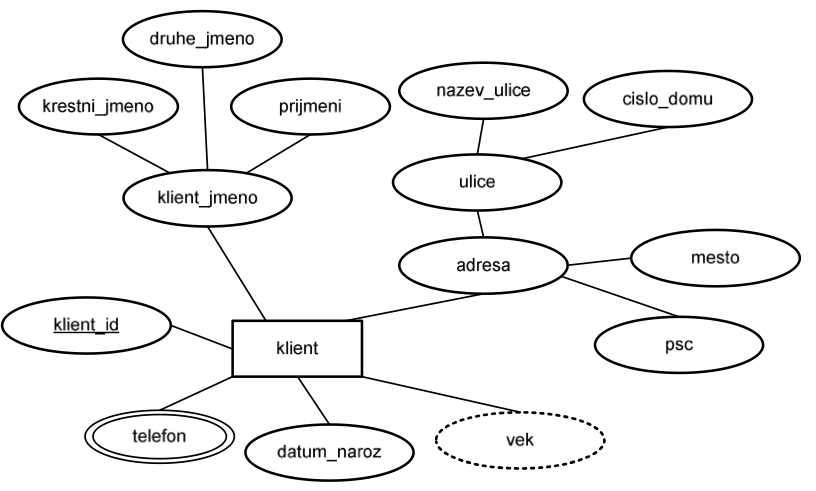 druhe_jmeno
krestni_jmeno
prijmeni
klient_jmeno
nazev_ulice
cislo_domu
ulice
adresa
mesto
psc
klient_id
klient
telefon
datum_naroz
vek